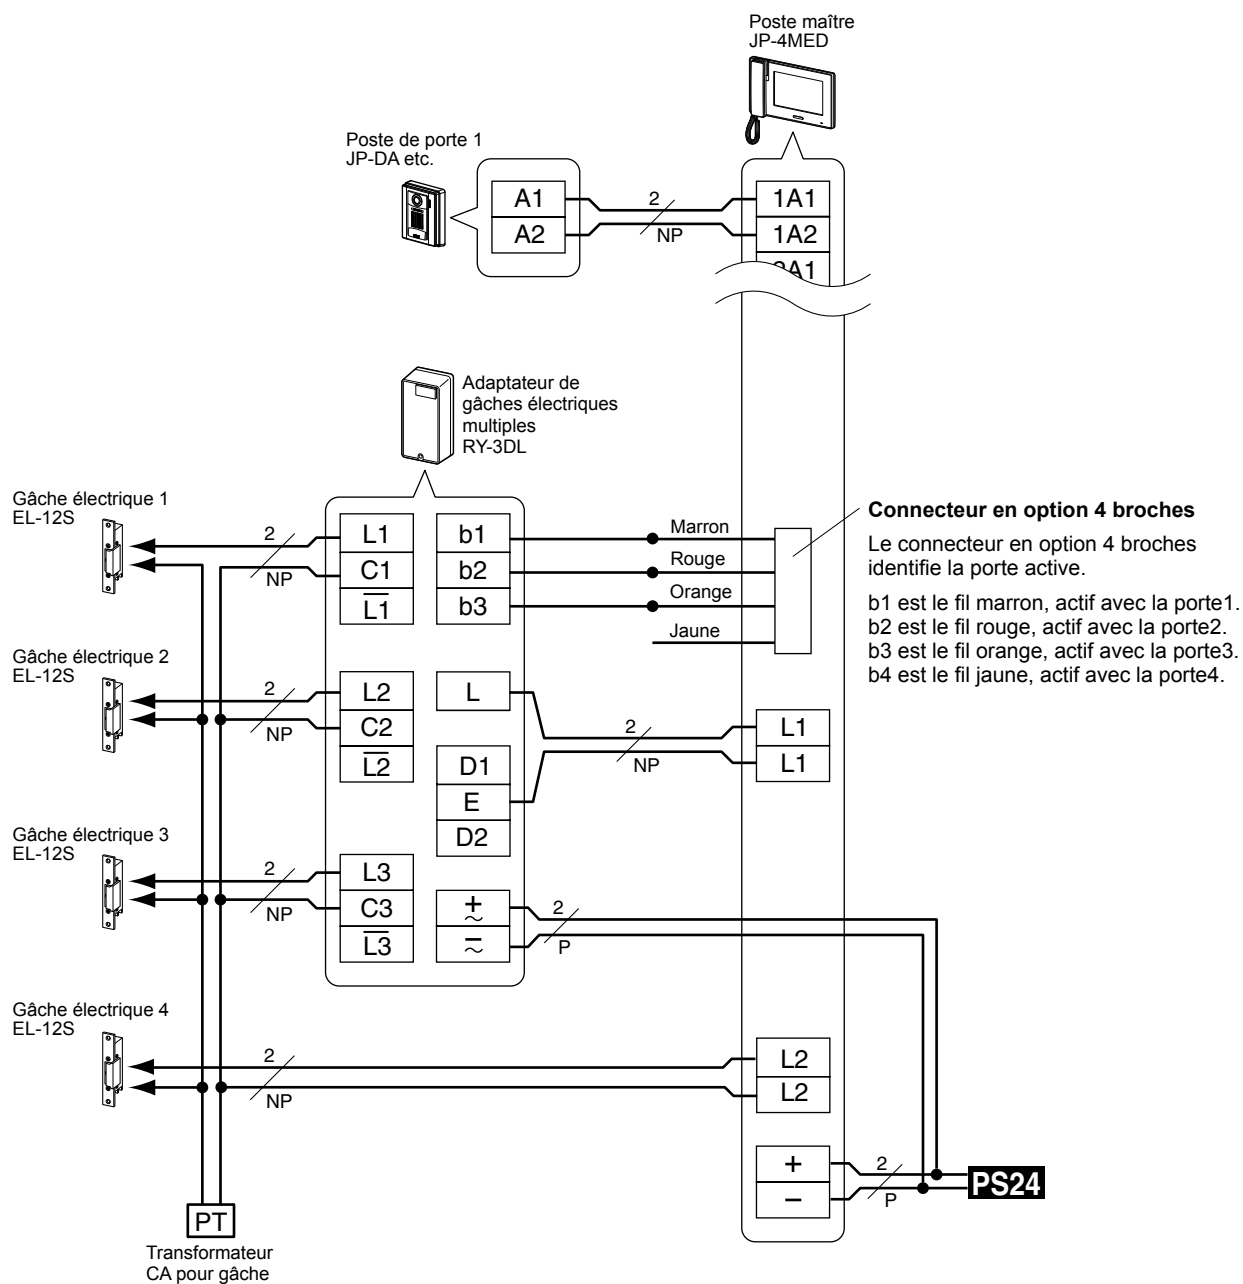 Poste maître
JP-4MED
Poste de porte 1
JP-DA etc.
A1
A2
2
NP
1A1
1A2
2A1
Adaptateur de
gâches électriques
multiples
RY-3DL
Gâche électrique 1
EL-12S
2
NP
L1
C1
L1
b1
b2
b3
Marron
Rouge
Orange
Jaune
Connecteur en option 4 broches
Le connecteur en option 4 broches
identifie la porte active.
b1 est le fil marron, actif avec la porte1.
b2 est le fil rouge, actif avec la porte2.
b3 est le fil orange, actif avec la porte3.
b4 est le fil jaune, actif avec la porte4.
Gâche électrique 2
EL-12S
2
NP
L2
C2
L2
L
D1
E
D2
2
NP
L1
L1
Gâche électrique 3
EL-12S
2
NP
L3
C3
L3
+
~
−
~
2
P
Gâche électrique 4
EL-12S
2
NP
L2
L2
+
−
2
P
PS24
PT
Transformateur
CA pour gâche